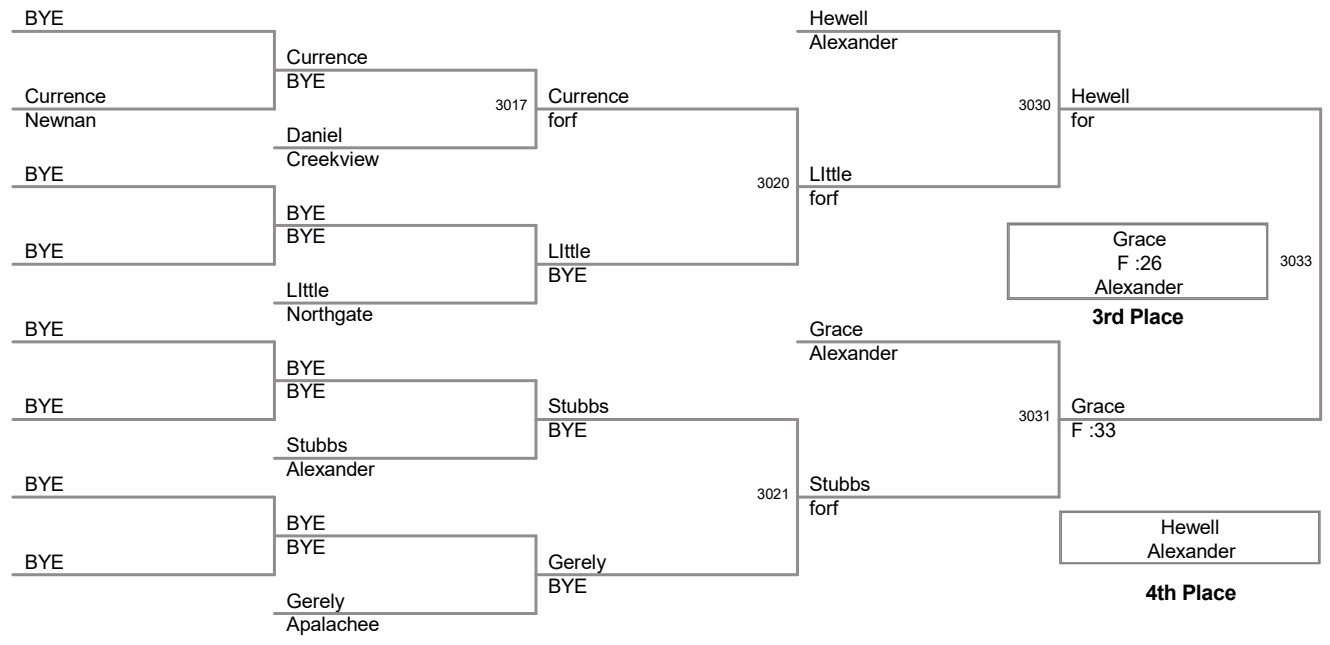 BYE
Currence
Newnan
BYE
BYE
BYE
BYE
BYE
BYE
Currence
BYE
Daniel
Creekview
BYE
BYE
LIttle
Northgate
BYE
BYE
Stubbs
Alexander
BYE
BYE
Gerely
Apalachee
3017
Currence
forf
LIttle
BYE
Stubbs
BYE
Gerely
BYE
3020
3021
Hewell
Alexander
LIttle
forf
Grace
Alexander
Stubbs
forf
3030
3031
Hewell
for
Grace
F :33
3033
Grace
F :26
Alexander
3rd Place
Hewell
Alexander
4th Place